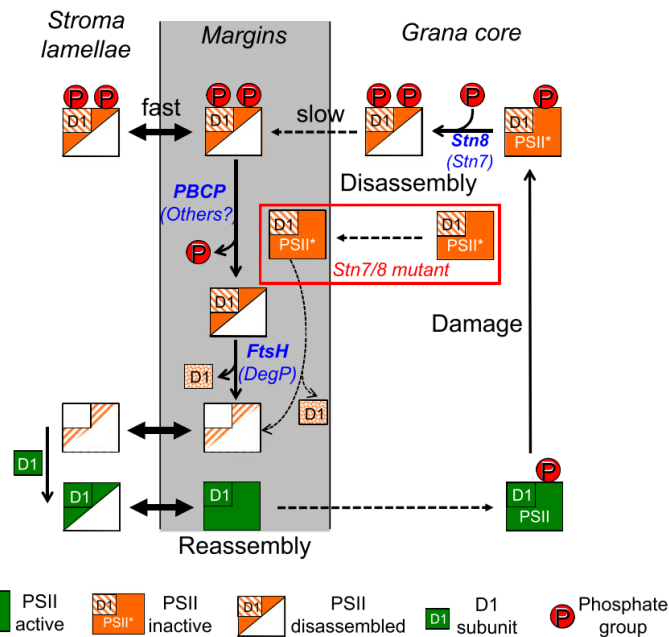 Stroma
lamellae
Margins
Grana core
P P
P P
P P
P
P
D1
fast
D1
slow
D1
D1
PSII*
Stn8
(Stn7)
Disassembly
PBCP
(Others?)
P
D1
PSII*
D1
PSII*
Stn7/8 mutant
D1
Damage
FtsH
(DegP)
D1
D1
D1
P
D1
D1
D1
PSII
Reassembly
PSII
active
D1
PSII*
PSII
inactive
D1
PSII
disassembled
D1
D1
subunit
P
Phosphate
group